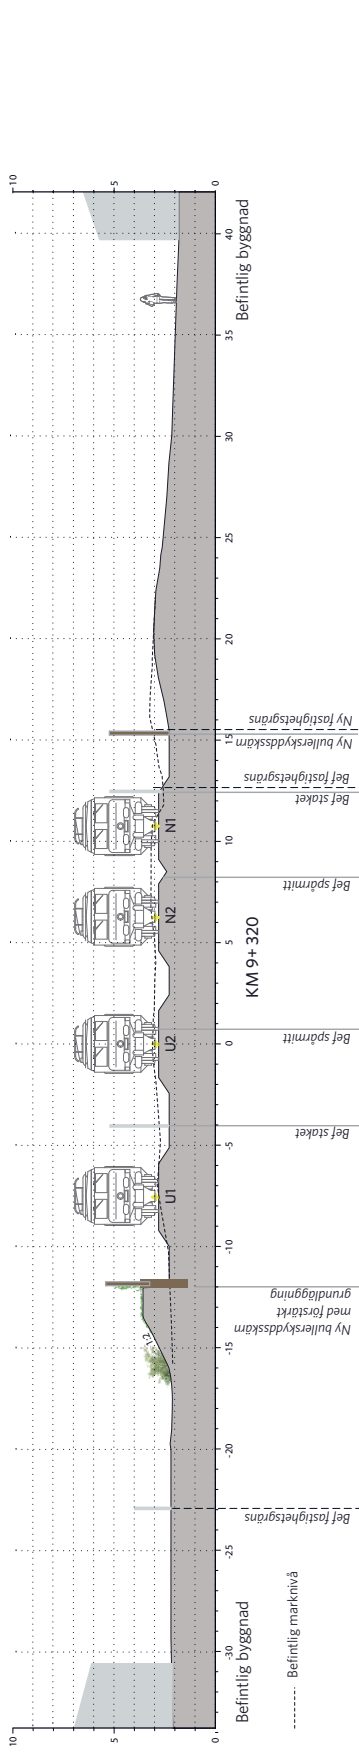 10
5
0
10
5
0
-30
-25
-20
-15
-10
-5
0
5
10
15
20
25
30
35
40
Befintlig byggnad
Befintlig byggnad
1:2
U1
U2
N2
N1
KM 9+ 320
Befintlig marknivå
Bef fastighetsgräns
Ny bullerskyddsskärm
med förstärkt
grundläggning
Bef staket
Bef spårmitt
Bef spårmitt
Bef staket
Bef fastighetsgräns
Ny bullerskyddsskärm
Ny fastighetsgräns